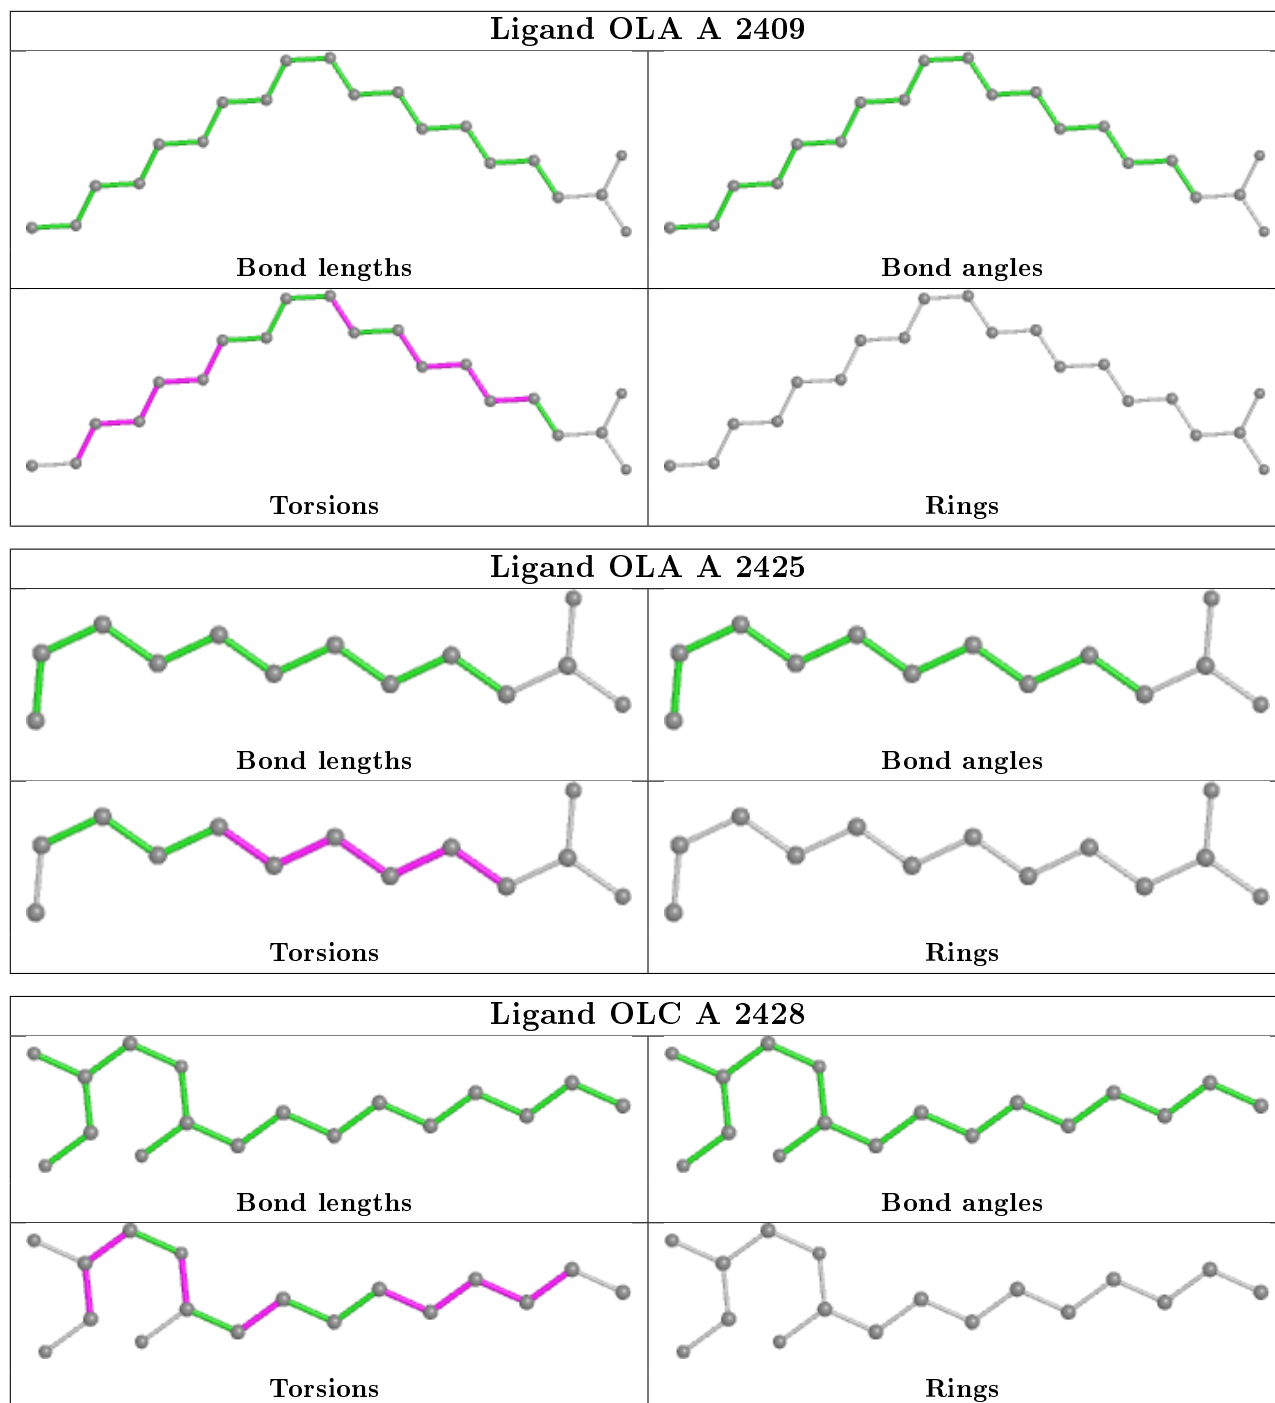 Ligand OLA A 2409
Bond lengths
Bond angles
Torsions
Rings
Ligand OLA A 2425
Bond lengths
Bond angles
Torsions
Rings
Ligand OLC A 2428
Bond lengths
Bond angles
Torsions
Rings